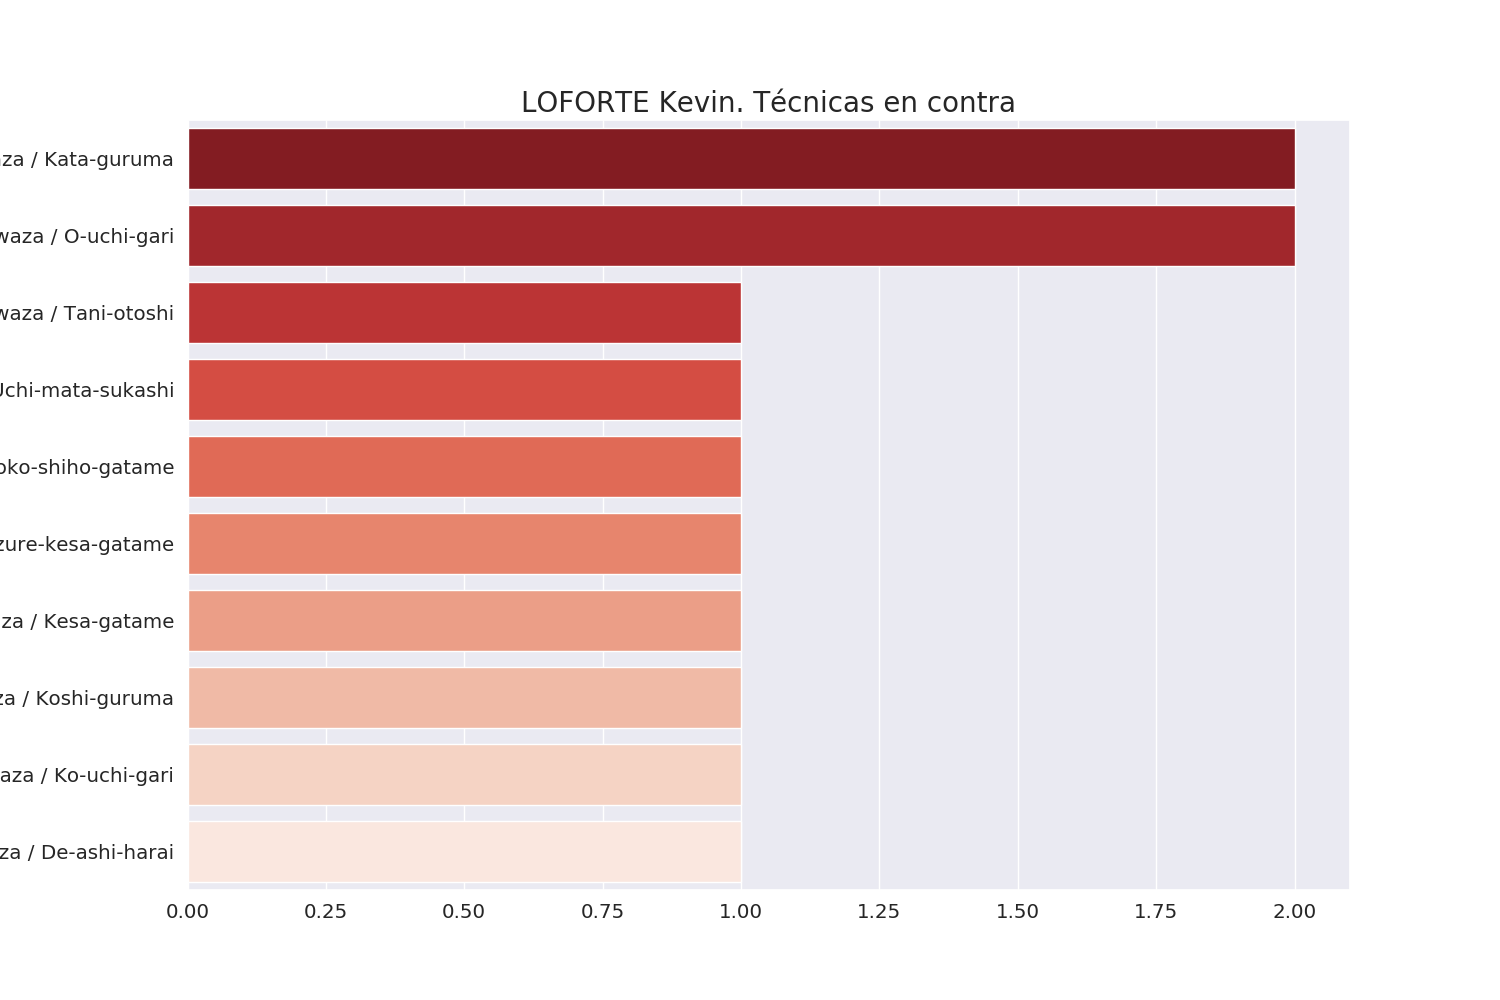 LOFORTE Kevin. Técnicas en contra
za / Kata-guruma
waza / O-uchi-gari
waza / Tani-otoshi
Uchi-mata-sukashi
oko-shiho-gatame
zure-kesa-gatame
za / Kesa-gatame
za / Koshi-guruma
aza / Ko-uchi-gari
za / De-ashi-harai
0.00 0.25 0.50 0.75 1.00 1.25 1.50 1.75 2.00